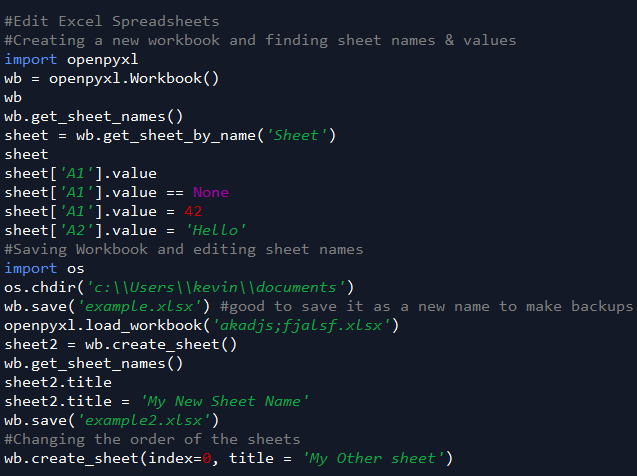 #Edit Excel Spreadsheets
#Creating a new workbook and finding sheet names & values
import openpyxl
wb = openpyxl.Workbook()
wb
wb.get_sheet_names()
sheet = wb.get_sheet_by_name('Sheet')
sheet
sheet['A1'].value
sheet['A1'].value == None
sheet['A1'].value = 42
sheet['A2'].value = 'Hello'
#Saving Workbook and editing sheet names
import os
os.chdir('c:\\Users\\kevin\\documents')
wb.save('example.xlsx') #good to save it as a new name to make backups
openpyxl.load_workbook('akadjs;fjalsf.xlsx')
sheet2 = wb.create_sheet()
wb.get_sheet_names()
sheet2.title
sheet2.title = 'My New Sheet Name'
wb.save('example2.xlsx')
#Changing the order of the sheets
wb.create_sheet(index=0, title = 'My Other sheet')